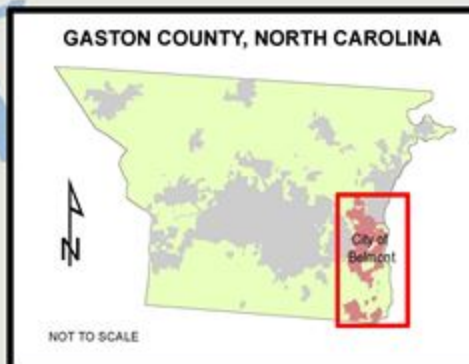 GASTON COUNTY, NORTH CAROLINA
City of
Belmont
N
NOT TO SCALE